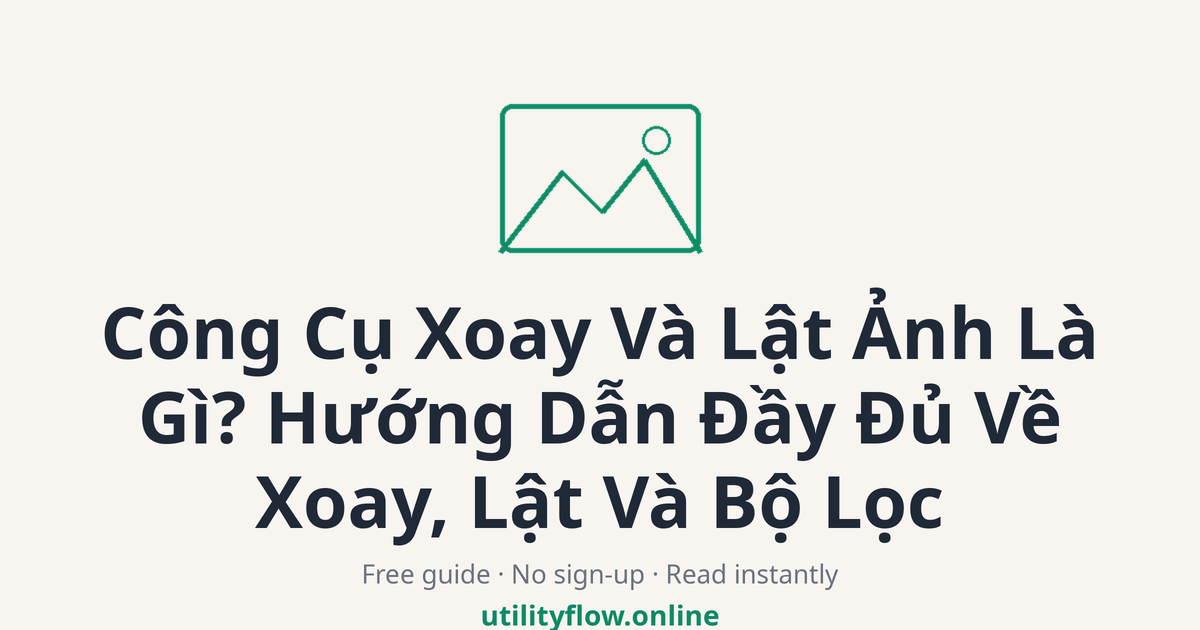 Công Cụ Xoay Và Lật Ảnh Là
Gì? Hướng Dẫn Đầy Đủ Về
Xoay, Lật Và Bộ Lọc
Free guide · No sign-up · Read instantly
utilityflow.online